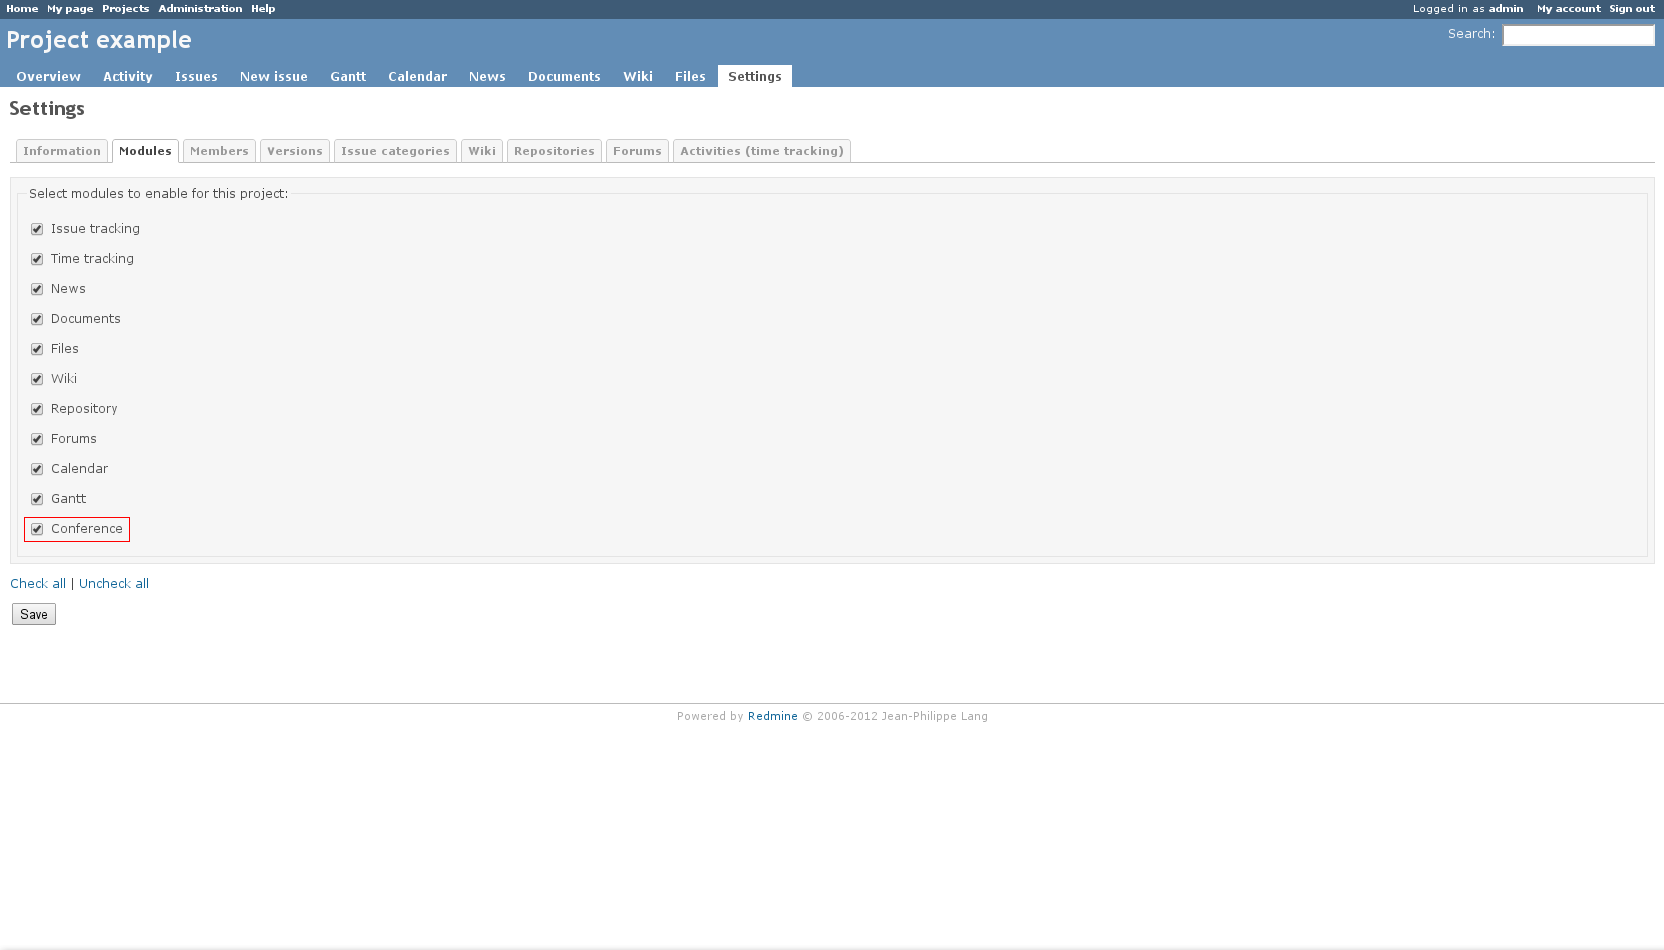 Home My page Projects Administration Help
Logged in as admin My account Sign out
Project example
Search:
Overview Activity Issues New issue Gantt Calendar News Documents Wiki Files Settings
Settings
Information Modules Members Versions Issue categories Wiki Repositories Forums Activities (time tracking)
Select modules to enable for this project:
Issue tracking
Time tracking
News
Documents
Files
Wiki
Repository
Forums
Calendar
Gantt
Conference
Check all | Uncheck all
Save
Powered by Redmine © 2006-2012 Jean-Philippe Lang